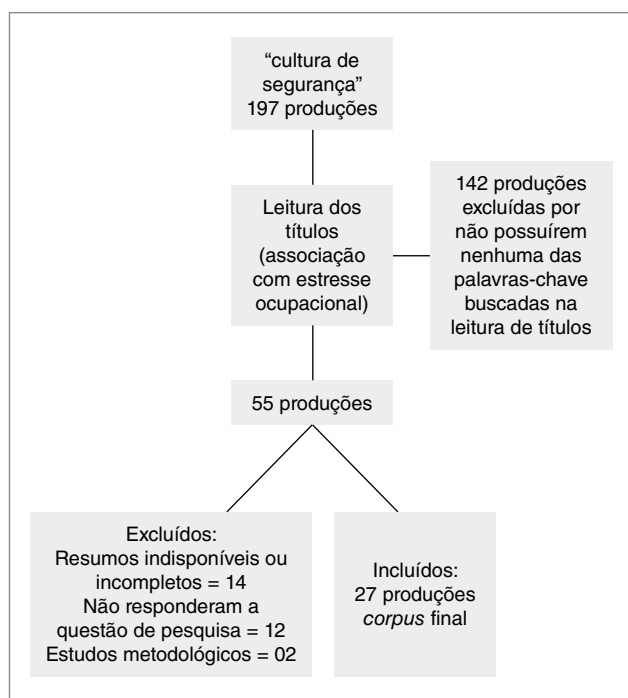 “cultura de
segurança”
197 produções
Leitura dos
títulos
(associação
com estresse
ocupacional)
142 produções
excluídas por
não possuírem
nenhuma das
palavras-chave
buscadas na
leitura de títulos
55 produções
Excluídos:
Resumos indisponíveis ou
incompletos = 14
Não responderam a
questão de pesquisa = 12
Estudos metodológicos = 02
Incluídos:
27 produções
corpus final